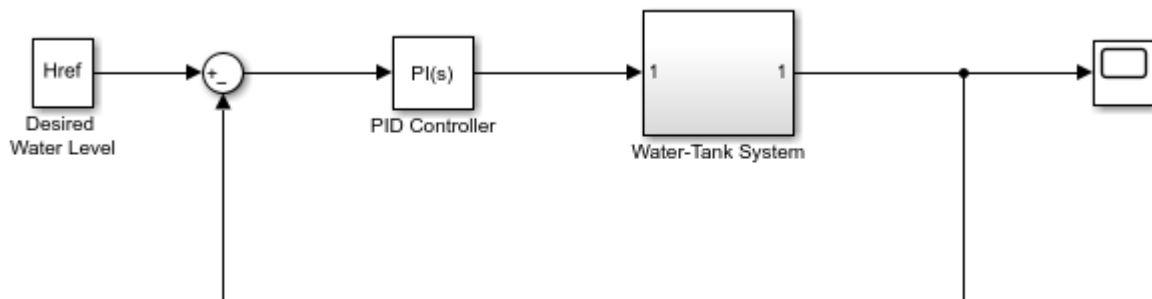 Href
+
-
PI(s)
1
1
Desired
Water Level
PID Controller
Water-Tank System